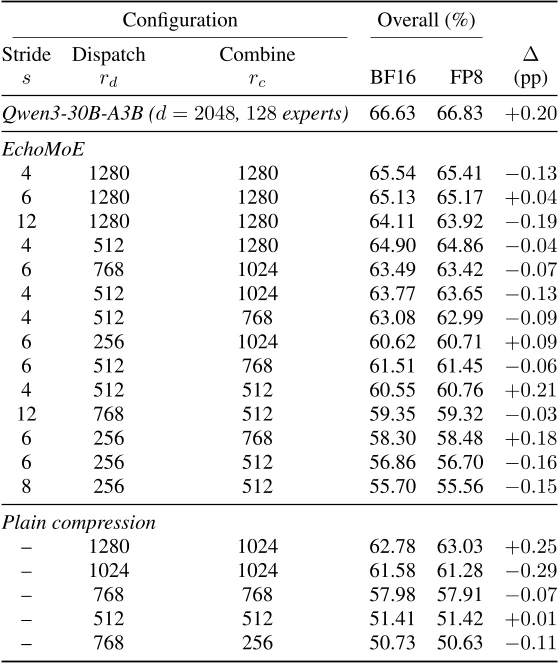 Configuration Overall (%)
Stride Dispatch Combine Δ
s r_d r_c BF16 FP8 (pp)
Qwen3-30B-A3B (d = 2048, 128 experts) 66.63 66.83 +0.20
EchoMoE
4 1280 1280 65.54 65.41 −0.13
6 1280 1280 65.13 65.17 +0.04
12 1280 1280 64.11 63.92 −0.19
4 512 1280 64.90 64.86 −0.04
6 768 1024 63.49 63.42 −0.07
4 512 1024 63.77 63.65 −0.13
4 512 768 63.08 62.99 −0.09
6 256 1024 60.62 60.71 +0.09
6 512 768 61.51 61.45 −0.06
4 512 512 60.55 60.76 +0.21
12 768 512 59.35 59.32 −0.03
6 256 768 58.30 58.48 +0.18
6 256 512 56.86 56.70 −0.16
8 256 512 55.70 55.56 −0.15
Plain compression
– 1280 1024 62.78 63.03 +0.25
– 1024 1024 61.58 61.28 −0.29
– 768 768 57.98 57.91 −0.07
– 512 512 51.41 51.42 +0.01
– 768 256 50.73 50.63 −0.11